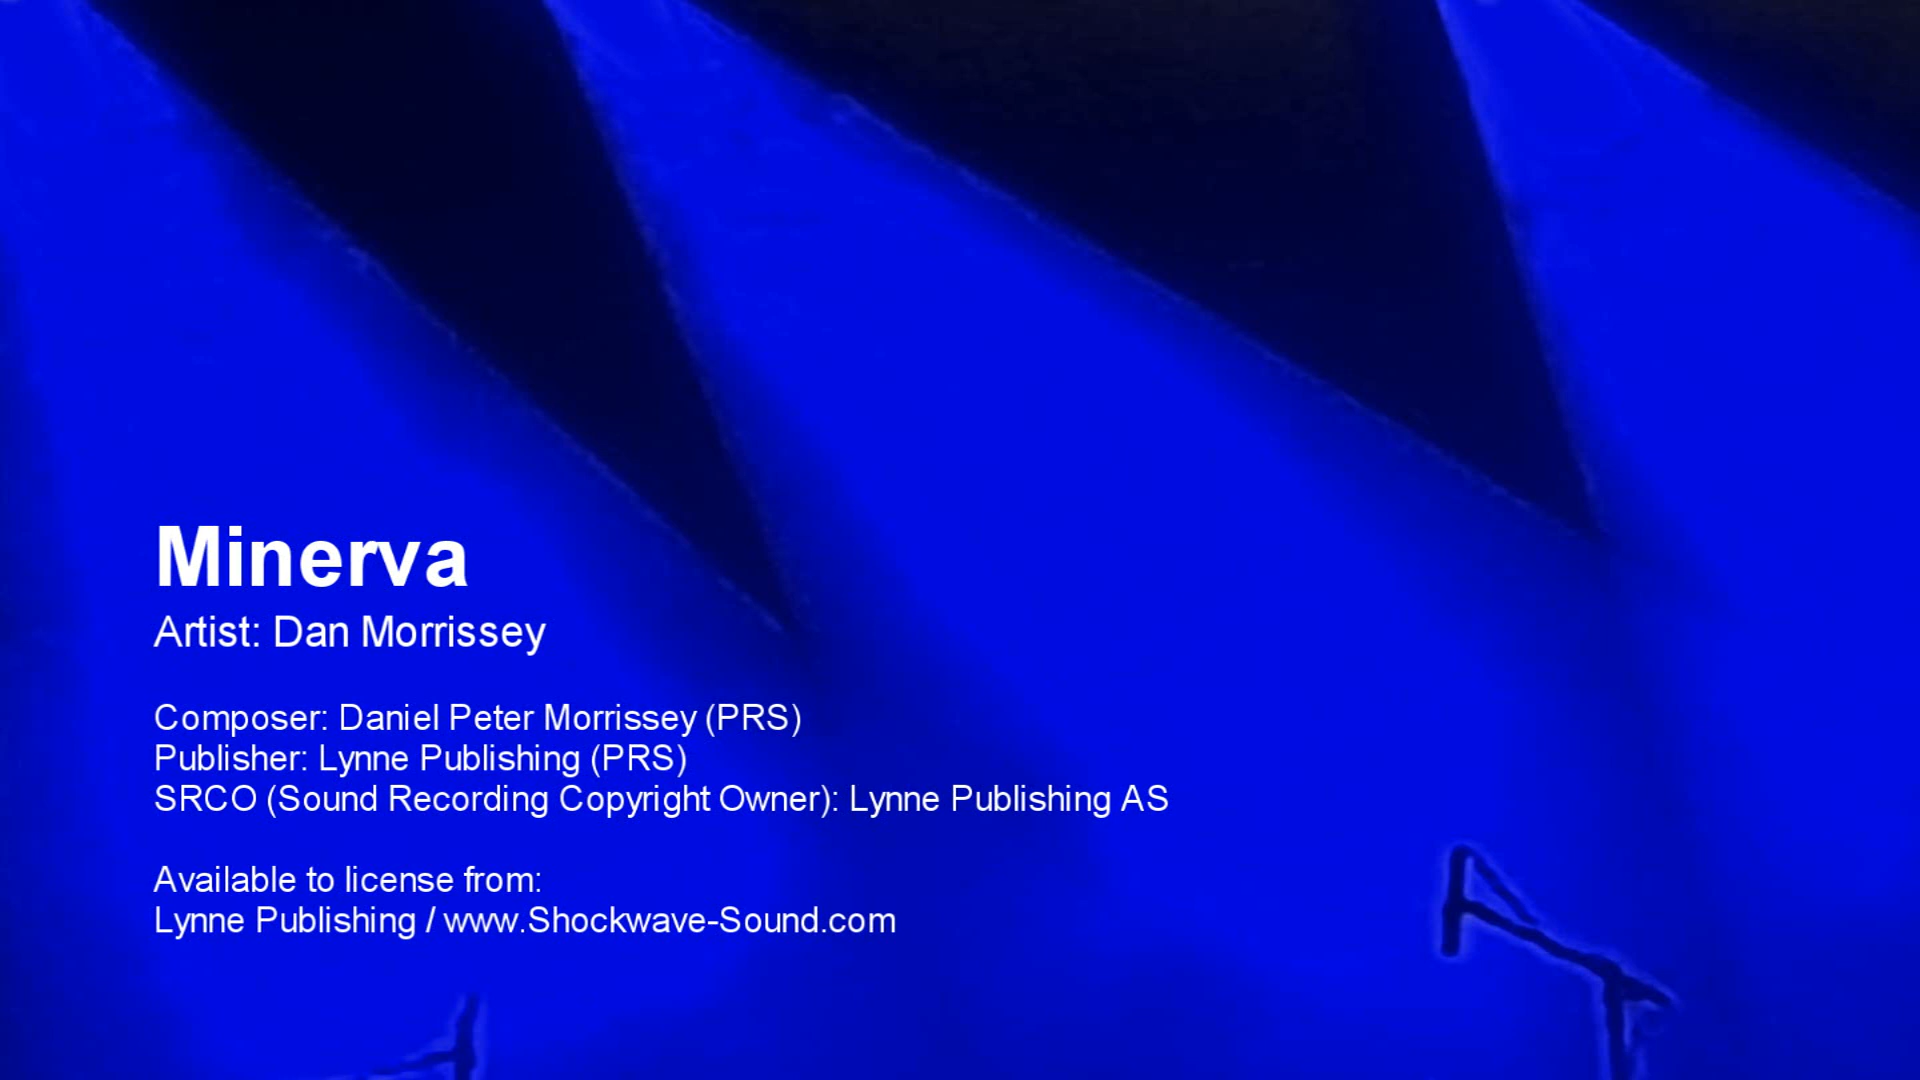 Minerva
Artist: Dan Morrissey
Composer: Daniel Peter Morrissey (PRS)
Publisher: Lynne Publishing (PRS)
SRCO (Sound Recording Copyright Owner): Lynne Publishing AS
Available to license from:
Lynne Publishing / www.Shockwave-Sound.com